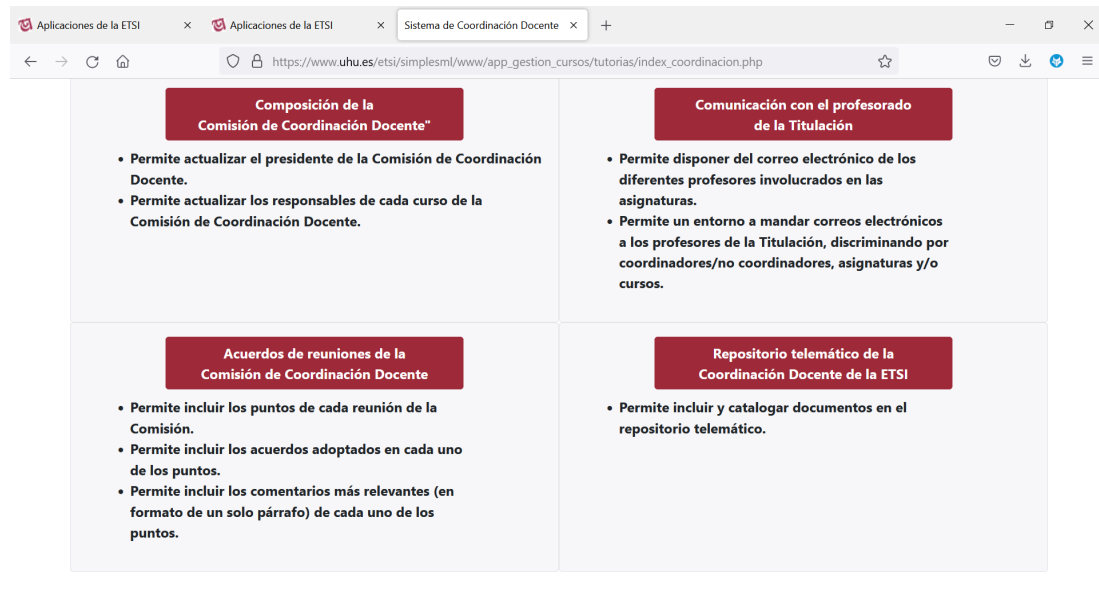 Aplicaciones de la ETSI
Aplicaciones de la ETSI
Sistema de Coordinación Docente
https://www.uhu.es/etsi/simplesml/www/app_gestion_cursos/tutorias/index_coordinacion.php
Composición de la
Comisión de Coordinación Docente"
• Permite actualizar el presidente de la Comisión de Coordinación
Docente.
• Permite actualizar los responsables de cada curso de la
Comisión de Coordinación Docente.
Comunicación con el profesorado
de la Titulación
• Permite disponer del correo electrónico de los
diferentes profesores involucrados en las
asignaturas.
• Permite un entorno a mandar correos electrónicos
a los profesores de la Titulación, discriminando por
coordinadores/no coordinadores, asignaturas y/o
cursos.
Acuerdos de reuniones de la
Comisión de Coordinación Docente
• Permite incluir los puntos de cada reunión de la
Comisión.
• Permite incluir los acuerdos adoptados en cada uno
de los puntos.
• Permite incluir los comentarios más relevantes (en
formato de un solo párrafo) de cada uno de los
puntos.
Repositorio telemático de la
Coordinación Docente de la ETSI
• Permite incluir y catalogar documentos en el
repositorio telemático.